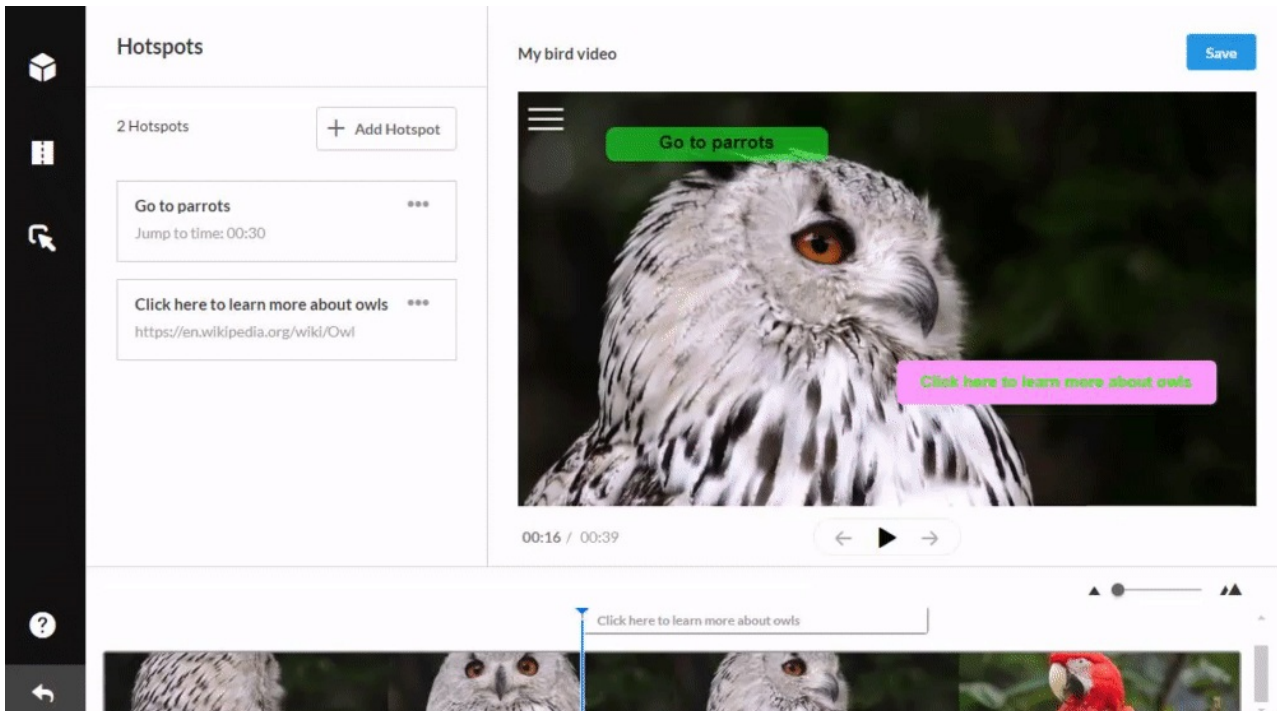 Hotspots
My bird video
Save
2 Hotspots
+ Add Hotspot
Go to parrots
Jump to time: 00:30
Click here to learn more about owls
https://en.wikipedia.org/wiki/Owl
Go to parrots
Click here to learn more about owls
00:16 / 00:39
?
Click here to learn more about owls